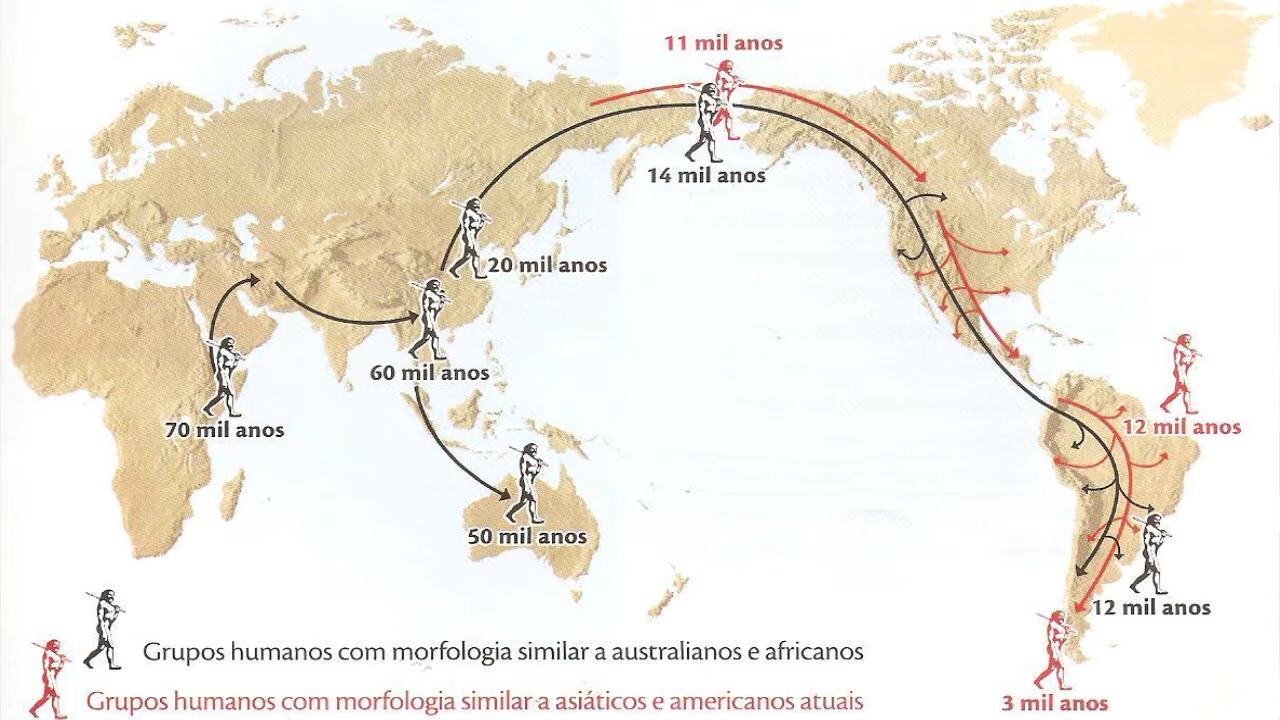 11 mil anos
14 mil anos
20 mil anos
60 mil anos
70 mil anos
12 mil anos
50 mil anos
12 mil anos
Grupos humanos com morfologia similar a australianos e africanos
Grupos humanos com morfologia similar a asiáticos e americanos atuais
3 mil anos